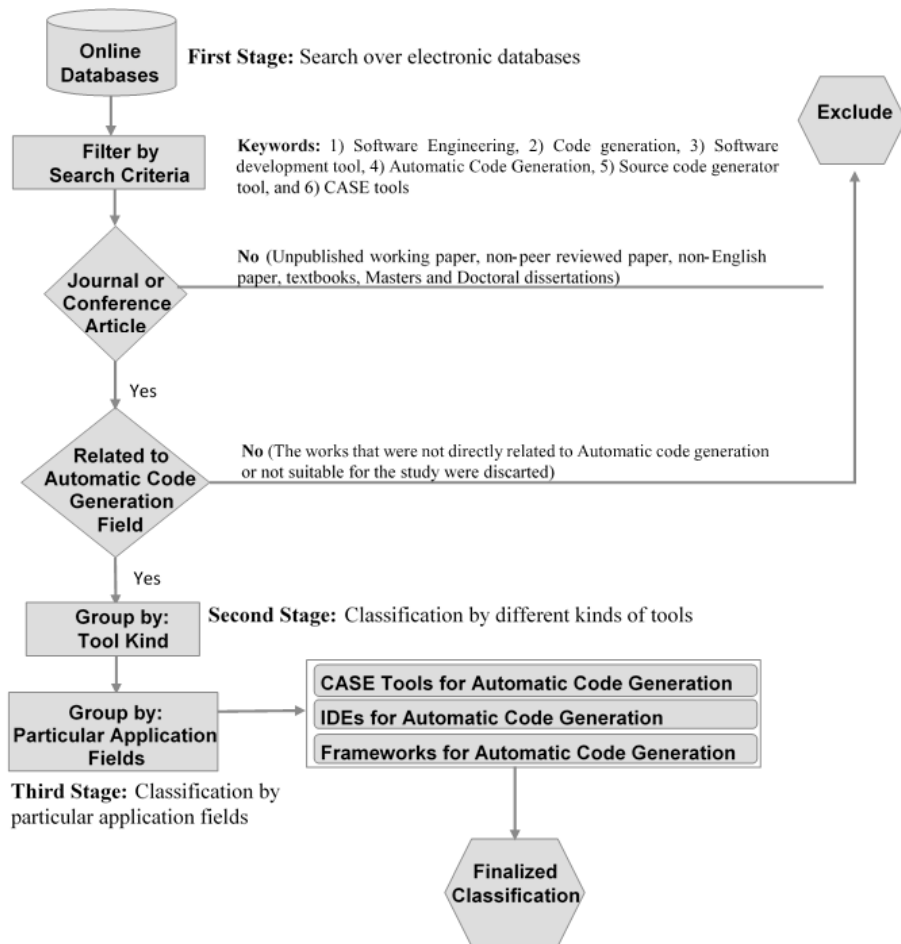 Online
Databases
First Stage: Search over electronic databases
Exclude
Filter by
Search Criteria
Keywords: 1) Software Engineering, 2) Code generation, 3) Software
development tool, 4) Automatic Code Generation, 5) Source code generator
tool, and 6) CASE tools
Journal or
Conference
Article
No (Unpublished working paper, non-peer reviewed paper, non-English
paper, textbooks, Masters and Doctoral dissertations)
Yes
Related to
Automatic Code
Generation
Field
No (The works that were not directly related to Automatic code generation
or not suitable for the study were discarted)
Yes
Group by:
Tool Kind
Second Stage: Classification by different kinds of tools
Group by:
Particular Application
Fields
CASE Tools for Automatic Code Generation
IDEs for Automatic Code Generation
Frameworks for Automatic Code Generation
Third Stage: Classification by
particular application fields
Finalized
Classification